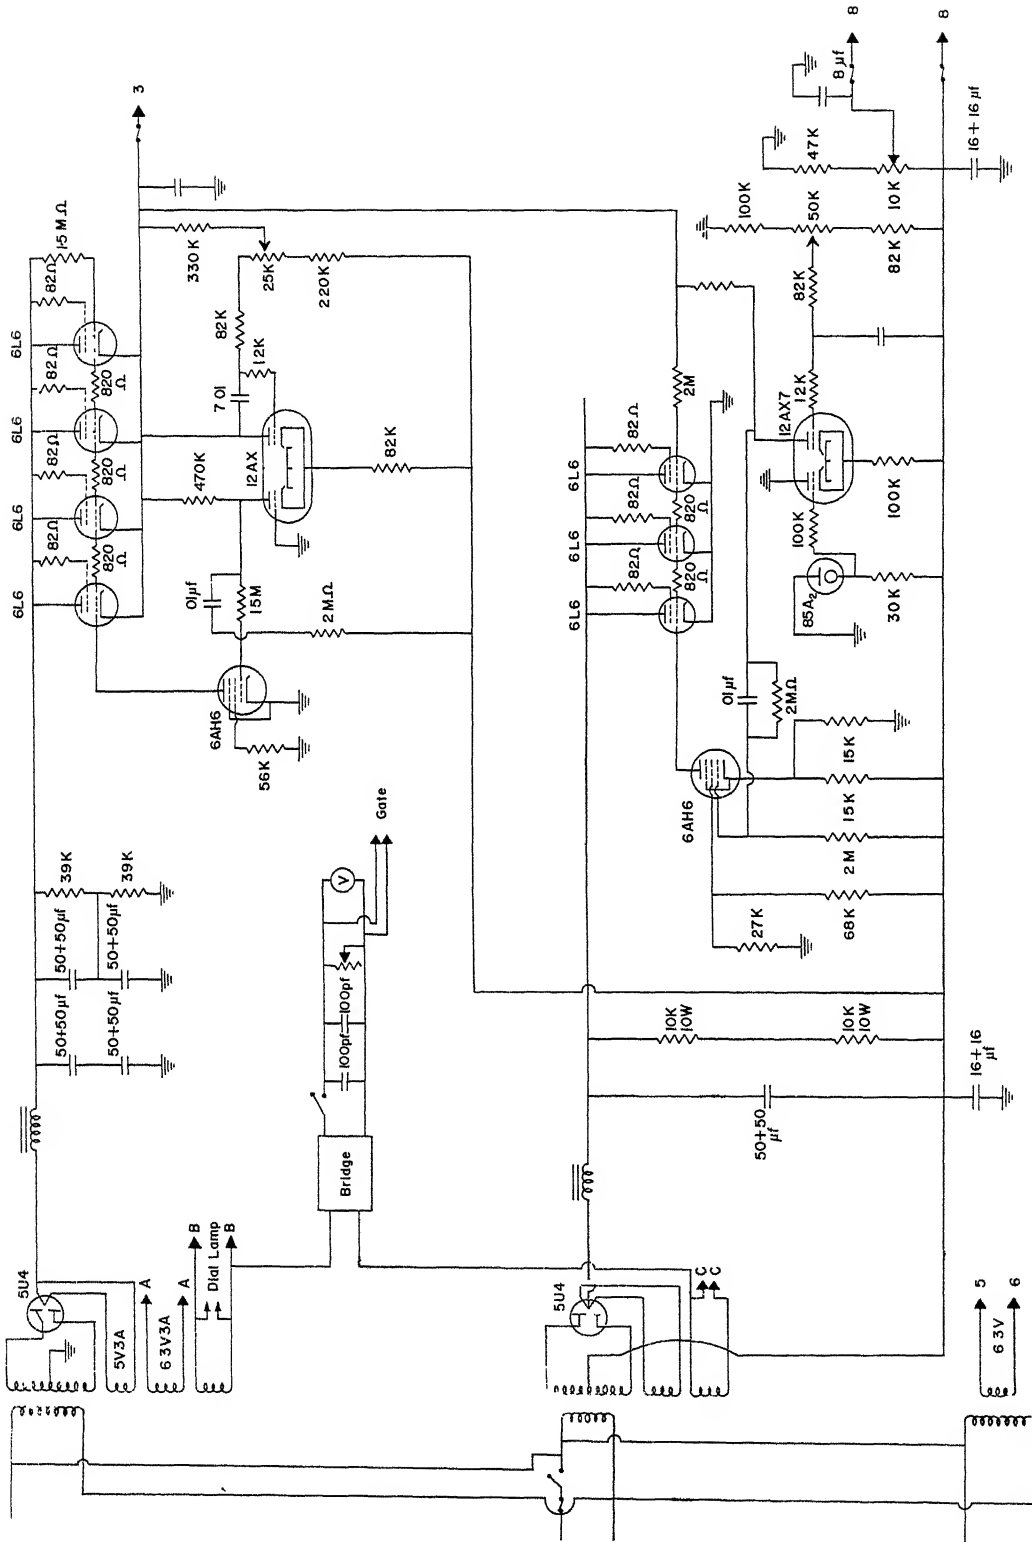 5U4
5V3A
6 3V3A
A
A
B
Dial Lamp
B
50+50µf
50+50µf
50+50µf
50+50µf
39K
39K
6L6
6L6
6L6
6L6
82Ω
82Ω
82Ω
82Ω
1·5 MΩ
820
Ω
820
Ω
820
Ω
3
6AH6
56K
·01µf
15M
2MΩ
470K
12AX
82K
7 01
12K
82K
330K
25K
220K
Bridge
100pf
100pf
V
Gate
5U4
C
C
50+50
µf
16+16
µf
10K
10W
10K
10W
6L6
6L6
6L6
82Ω
82Ω
82Ω
820
Ω
820
Ω
2M
6AH6
27K
68K
2M
15K
15K
01µf
2MΩ
85A2
30K
100K
100K
12AX7
12K
82K
100K
50K
82K
47K
10K
8 µf
8
8
16+16 µf
5
6 3V
6